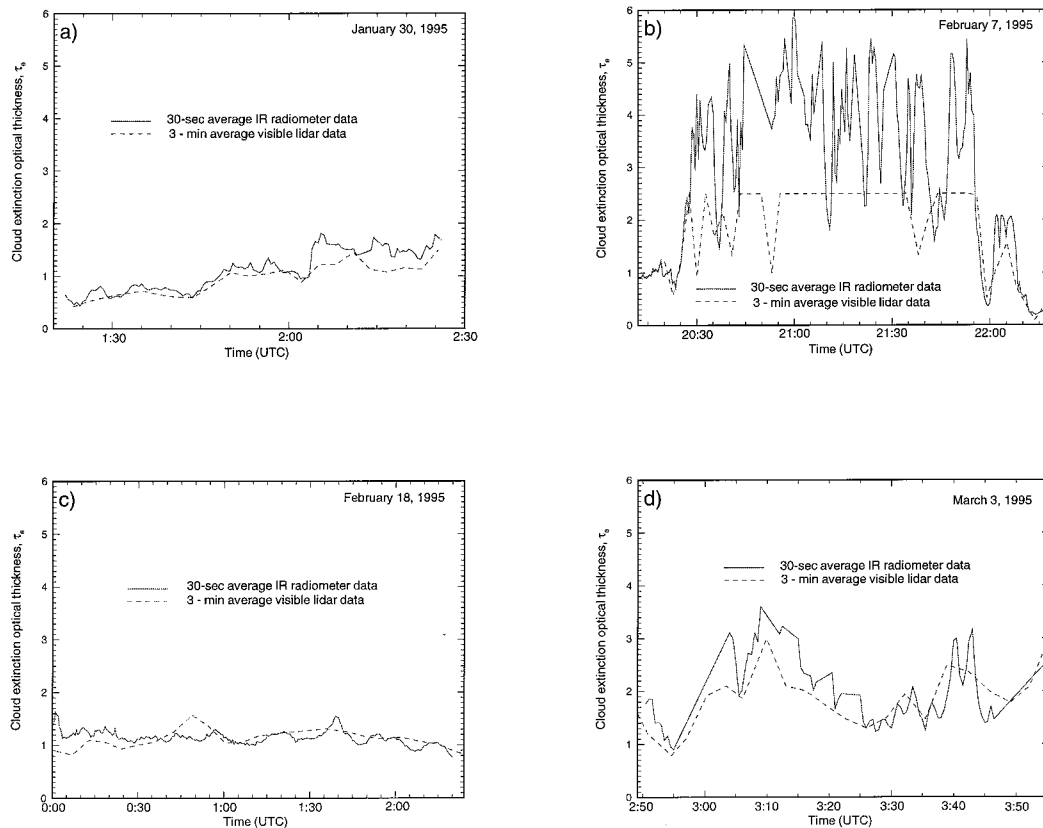 a)
January 30, 1995
Cloud extinction optical thickness, τe
6
5
4
3
2
1
0
30-sec average IR radiometer data
3 - min average visible lidar data
1:30
2:00
2:30
Time (UTC)
b)
February 7, 1995
Cloud extinction optical thickness, τe
6
5
4
3
2
1
0
30-sec average IR radiometer data
3 - min average visible lidar data
20:30
21:00
21:30
22:00
Time (UTC)
c)
February 18, 1995
Cloud extinction optical thickness, τe
6
5
4
3
2
1
0
30-sec average IR radiometer data
3 - min average visible lidar data
0:00
0:30
1:00
1:30
2:00
Time (UTC)
d)
March 3, 1995
Cloud extinction optical thickness, τe
6
5
4
3
2
1
0
30-sec average IR radiometer data
3 - min average visible lidar data
2:50
3:00
3:10
3:20
3:30
3:40
3:50
Time (UTC)